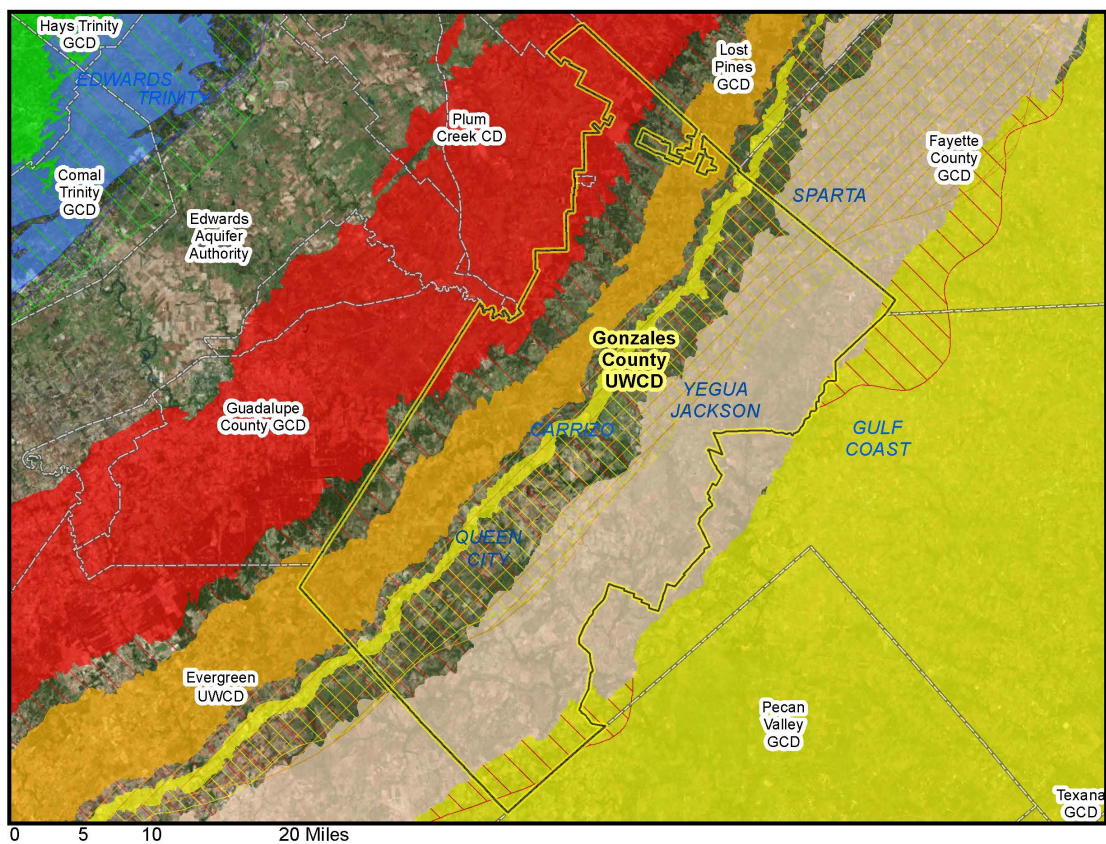 Hays Trinity
GCD
EDWARDS
TRINITY
Lost
Pines
GCD
Plum
Creek CD
Fayette
County
GCD
Comal
Trinity
GCD
SPARTA
Edwards
Aquifer
Authority
Gonzales
County
UWCD
YEGUA
JACKSON
Guadalupe
County GCD
CARRIZO
GULF
COAST
QUEEN
CITY
Evergreen
UWCD
Pecan
Valley
GCD
Texana
GCD
0 5 10 20 Miles